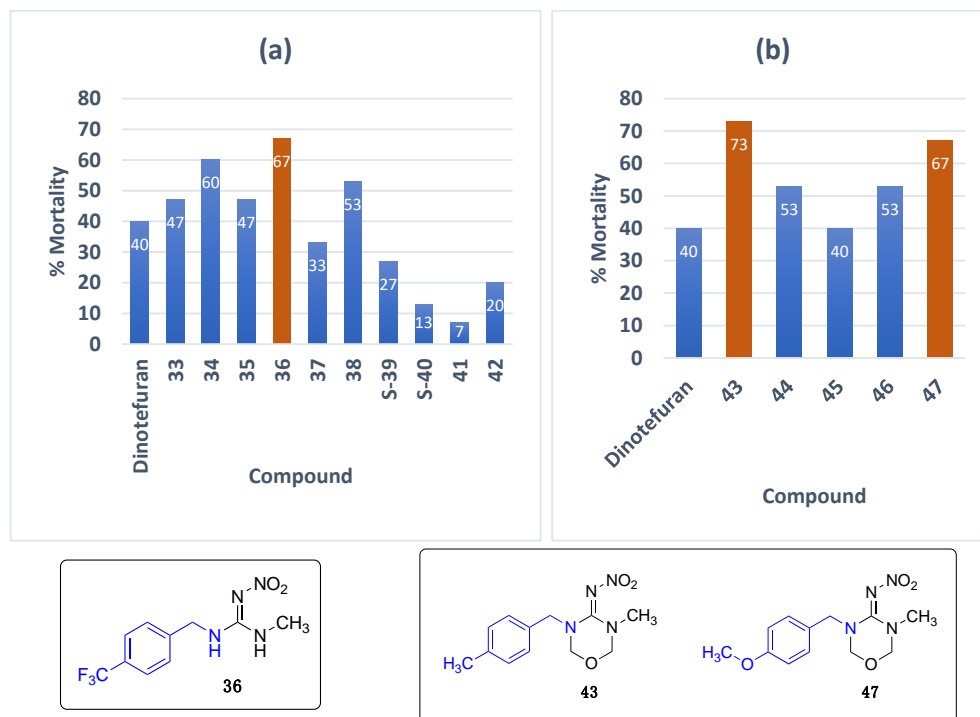 (a)
% Mortality
80
70
60
50
40
30
20
10
0
40
47
60
47
67
33
53
27
13
7
20
Dinotefuran
33
34
35
36
37
38
S-39
S-40
41
42
Compound
(b)
% Mortality
80
70
60
50
40
30
20
10
0
40
73
53
40
53
67
Dinotefuran
43
44
45
46
47
Compound
NO2
N
N
H
N
H
CH3
F3C
36
NO2
N
N
N
CH3
O
H3C
43
NO2
N
N
N
CH3
O
H3C
O
47